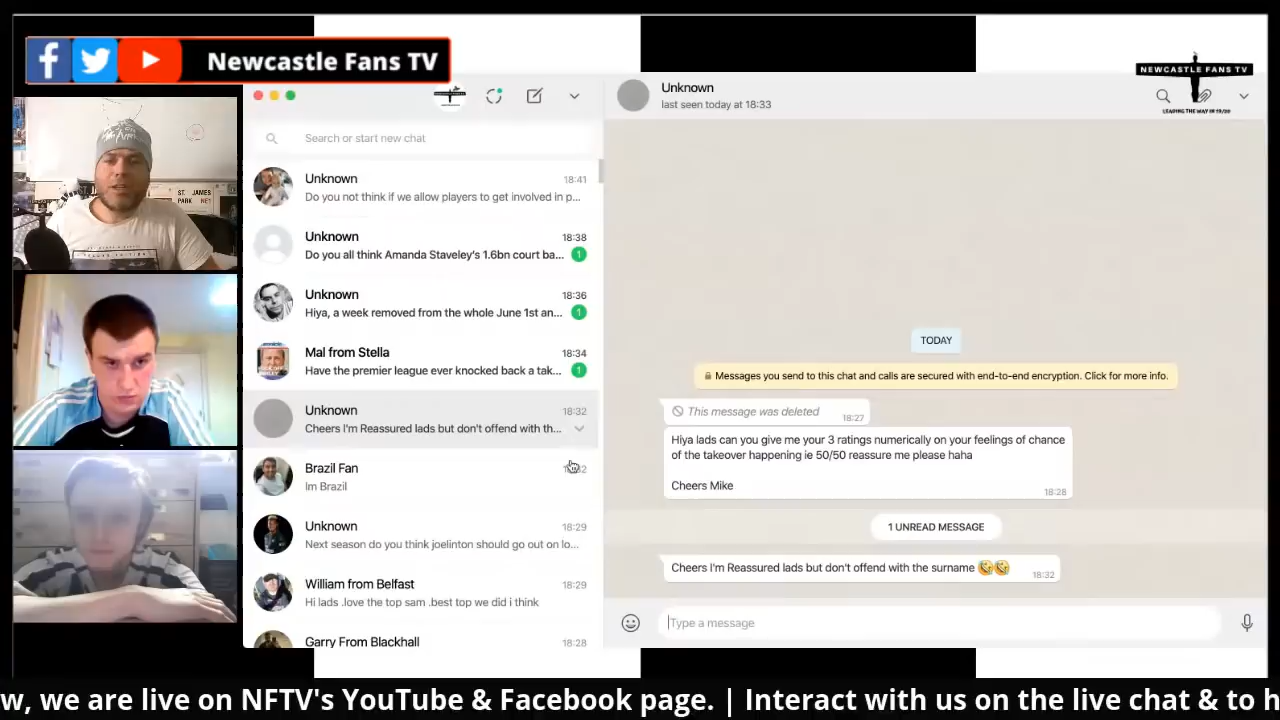 Newcastle Fans TV
NEWCASTLE FANS TV
LEADING THE WAY IN 19/20
ST. JAMES
PARK NE1
Search or start new chat
Unknown 18:41
Do you not think if we allow players to get involved in p...
Unknown 18:38
Do you all think Amanda Staveley's 1.6bn court ba... 1
Unknown 18:36
Hiya, a week removed from the whole June 1st an... 1
Mal from Stella 18:34
Have the premier league ever knocked back a tak... 1
Unknown 18:32
Cheers I'm Reassured lads but don't offend with th...
Brazil Fan
Im Brazil
Unknown 18:29
Next season do you think joelinton should go out on lo...
William from Belfast 18:29
Hi lads .love the top sam .best top we did i think
Garry From Blackhall 18:28
Unknown
last seen today at 18:33
TODAY
Messages you send to this chat and calls are secured with end-to-end encryption. Click for more info.
This message was deleted 18:27
Hiya lads can you give me your 3 ratings numerically on your feelings of chance
of the takeover happening ie 50/50 reassure me please haha
Cheers Mike 18:28
1 UNREAD MESSAGE
Cheers I'm Reassured lads but don't offend with the surname 🤣🤣 18:32
Type a message
w, we are live on NFTV's YouTube & Facebook page. | Interact with us on the live chat & to h